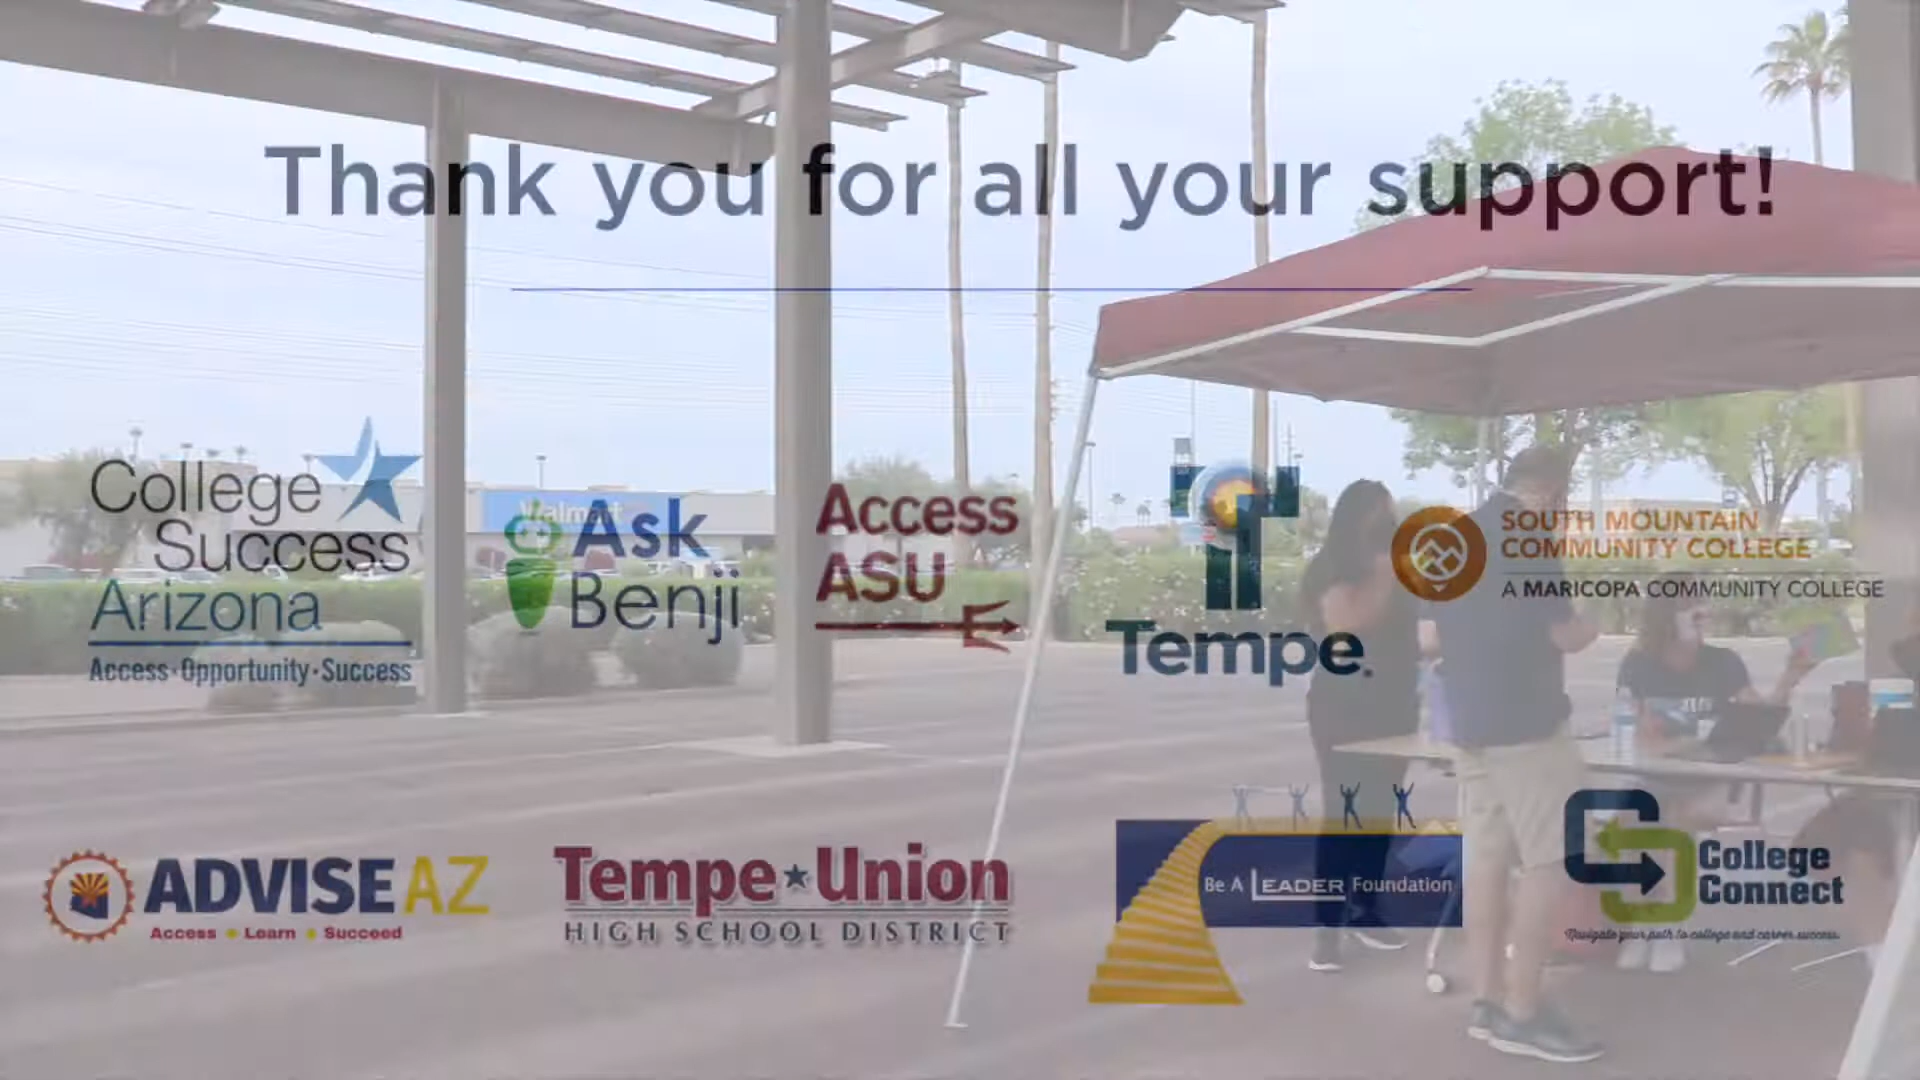 Thank you for all your support!
College
Success
Arizona
Access·Opportunity·Success
Walmart
Ask
Benji
Access
ASU
Tempe.
SOUTH MOUNTAIN
COMMUNITY COLLEGE
A MARICOPA COMMUNITY COLLEGE
ADVISE AZ
Access • Learn • Succeed
Tempe★Union
HIGH SCHOOL DISTRICT
Be A LEADER Foundation
College
Connect
Navigate your path to college and career success.